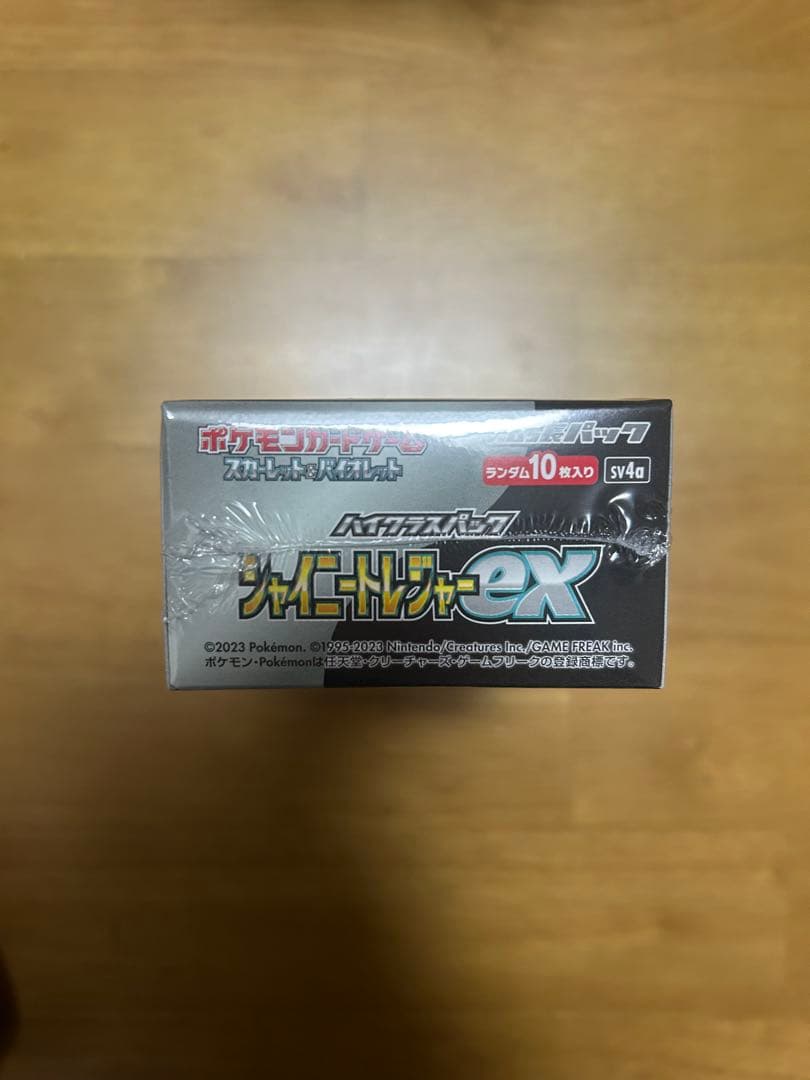 ポケモンカードゲーム
スカーレット&バイオレット
拡張パック
ランダム10枚入り
sv4a
ハイクラスパック
シャイニートレジャーex
©2023 Pokémon. ©1995-2023 Nintendo/Creatures Inc./GAME FREAK inc.
ポケモン・Pokémonは任天堂・クリーチャーズ・ゲームフリークの登録商標です。